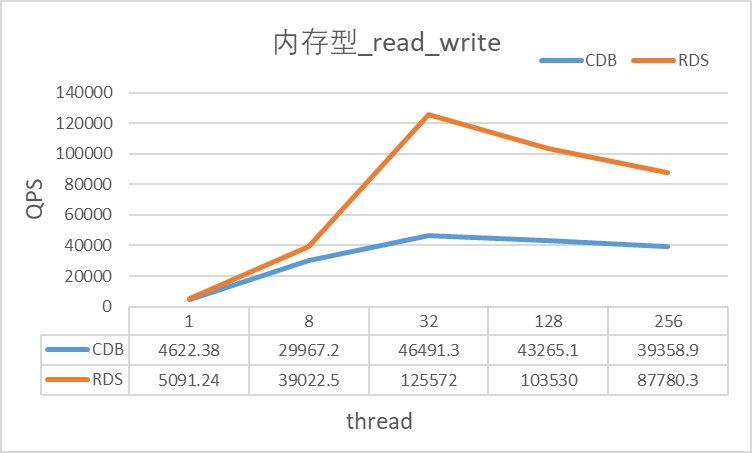 内存型_read_write
CDB RDS
140000
120000
100000
80000
60000
40000
20000
0
QPS
1 8 32 128 256
CDB 4622.38 29967.2 46491.3 43265.1 39358.9
RDS 5091.24 39022.5 125572 103530 87780.3
thread